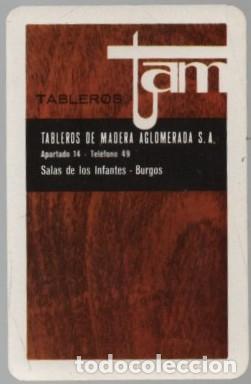 TABLEROS tam
TABLEROS DE MADERA AGLOMERADA S.A.
Apartado 14 - Teléfono 49
Salas de los Infantes - Burgos
todocoleccion